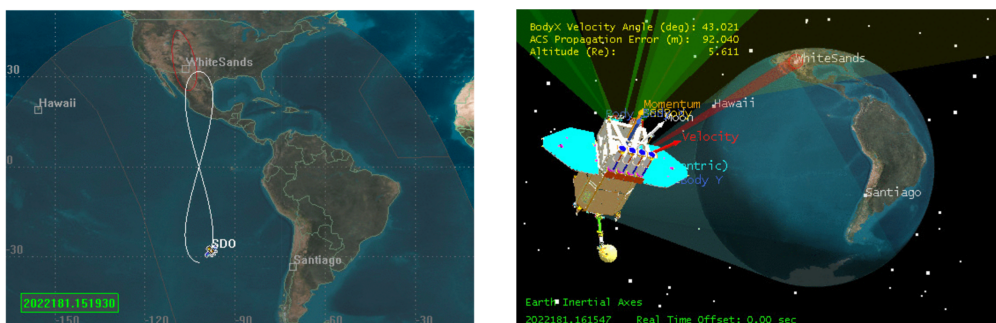 30
WhiteSands
Hawaii
0
SDO
-30
Santiago
2022181.151930
-150
-120
-90
-60
-30
BodyX Velocity Angle (deg): 43.021
ACS Propagation Error (m): 92.040
Altitude (Re): 5.611
WhiteSands
Momentum
Hawaii
Moon
Velocity
Body Y
Santiago
Earth Inertial Axes
2022181.161547 Real Time Offset: 0.00 sec